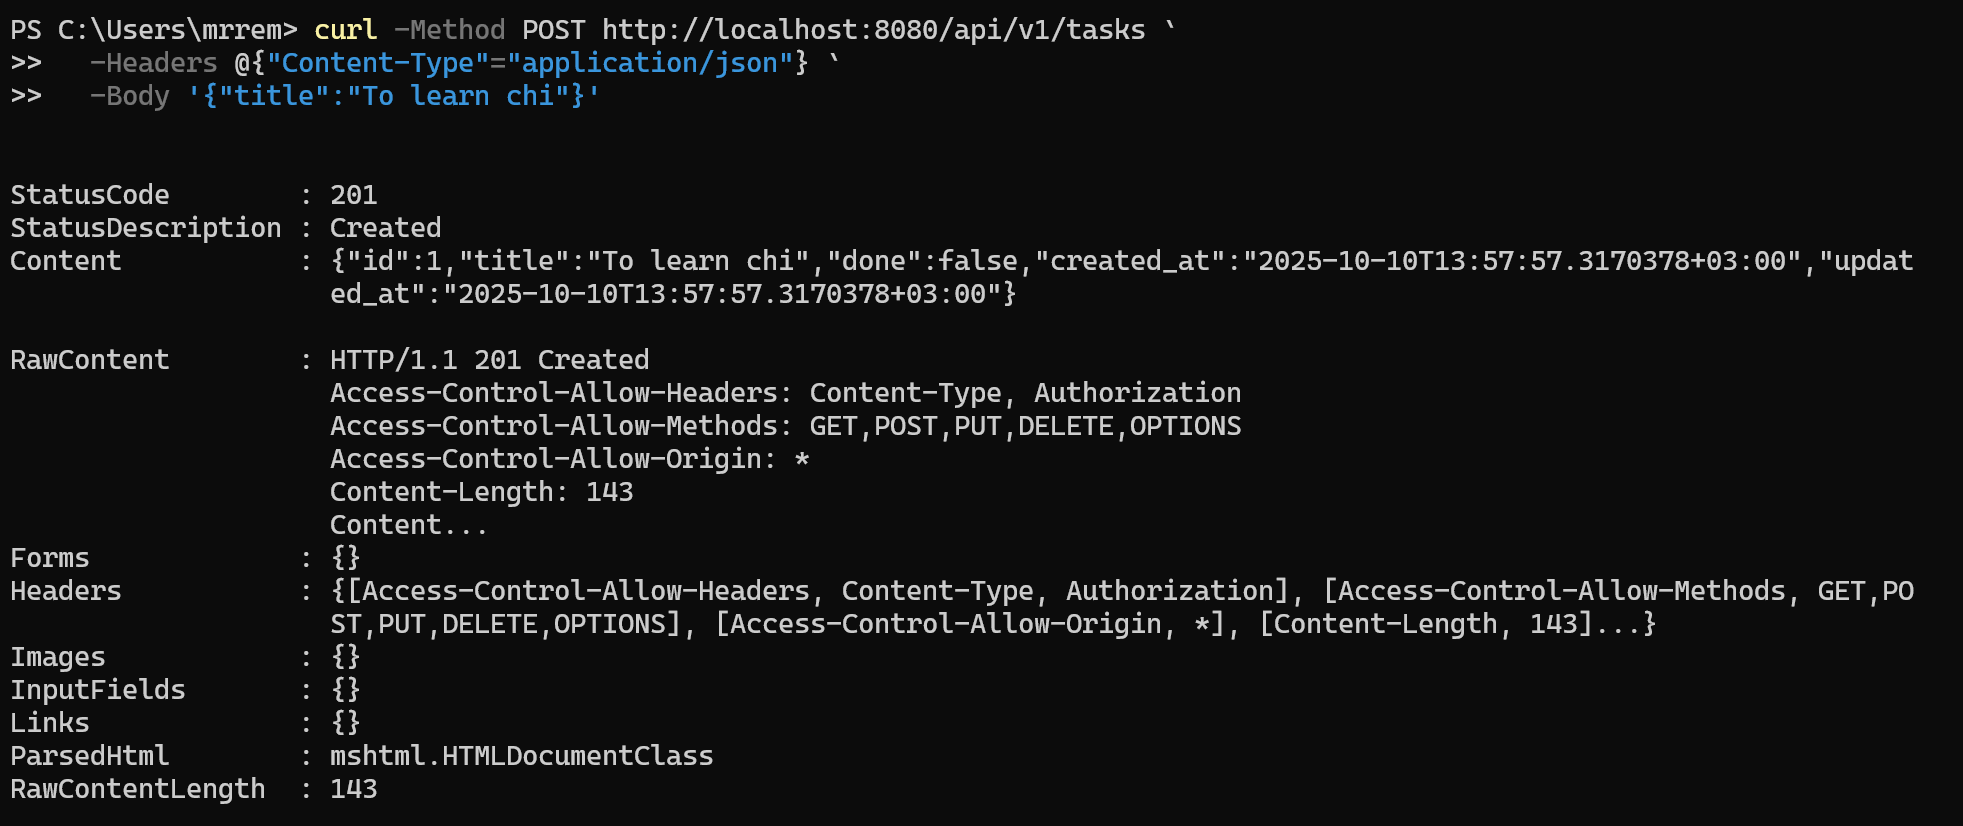 PS C:\Users\mrrem> curl -Method POST http://localhost:8080/api/v1/tasks `
>>   -Headers @{"Content-Type"="application/json"} `
>>   -Body '{"title":"To learn chi"}'
StatusCode        : 201
StatusDescription : Created
Content           : {"id":1,"title":"To learn chi","done":false,"created_at":"2025-10-10T13:57:57.3170378+03:00","updat
                    ed_at":"2025-10-10T13:57:57.3170378+03:00"}
RawContent        : HTTP/1.1 201 Created
                    Access-Control-Allow-Headers: Content-Type, Authorization
                    Access-Control-Allow-Methods: GET,POST,PUT,DELETE,OPTIONS
                    Access-Control-Allow-Origin: *
                    Content-Length: 143
                    Content...
Forms             : {}
Headers           : {[Access-Control-Allow-Headers, Content-Type, Authorization], [Access-Control-Allow-Methods, GET,PO
                    ST,PUT,DELETE,OPTIONS], [Access-Control-Allow-Origin, *], [Content-Length, 143]...}
Images            : {}
InputFields       : {}
Links             : {}
ParsedHtml        : mshtml.HTMLDocumentClass
RawContentLength  : 143